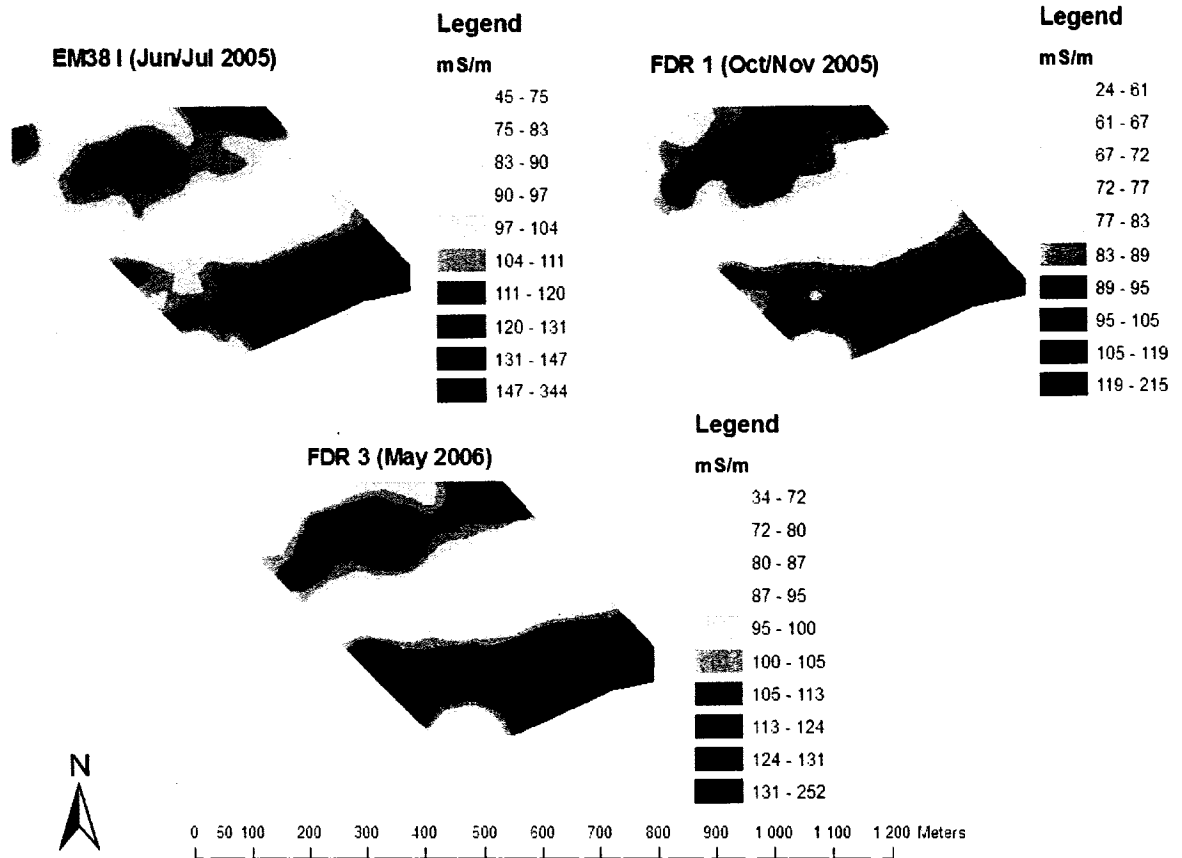 EM38 I (Jun/Jul 2005)
Legend
mS/m
45 - 75
75 - 83
83 - 90
90 - 97
97 - 104
104 - 111
111 - 120
120 - 131
131 - 147
147 - 344
FDR 1 (Oct/Nov 2005)
Legend
mS/m
24 - 61
61 - 67
67 - 72
72 - 77
77 - 83
83 - 89
89 - 95
95 - 105
105 - 119
119 - 215
FDR 3 (May 2006)
Legend
mS/m
34 - 72
72 - 80
80 - 87
87 - 95
95 - 100
100 - 105
105 - 113
113 - 124
124 - 131
131 - 252
N
0 50 100 200 300 400 500 600 700 800 900 1 000 1 100 1 200 Meters